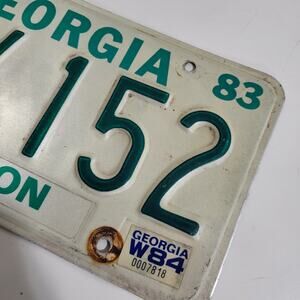 EORGIA 83
152
ON
GEORGIA
W84
0007818